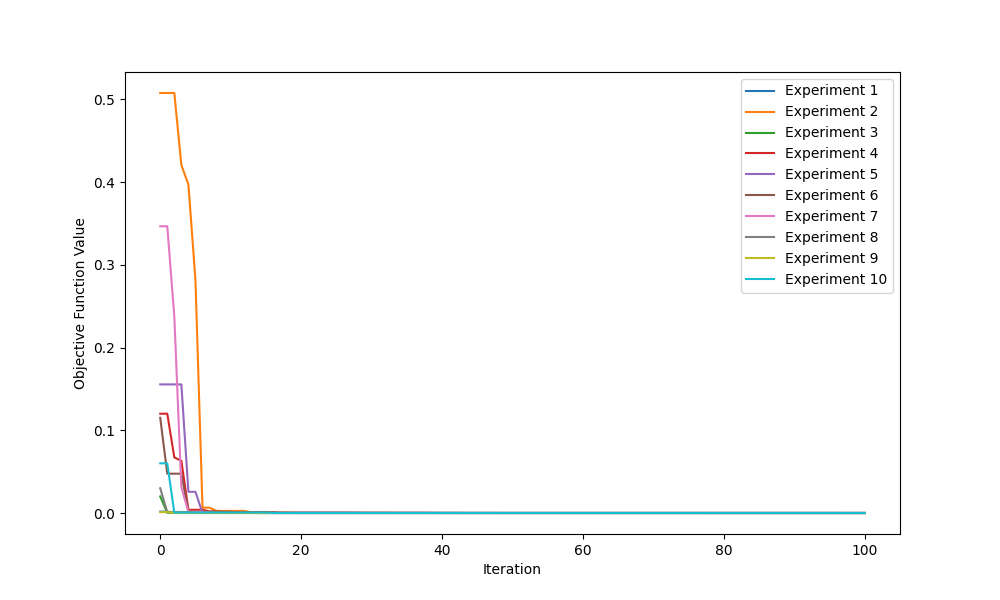 0.5
0.4
0.3
0.2
0.1
0.0
Objective Function Value
0 20 40 60 80 100
Iteration
Experiment 1
Experiment 2
Experiment 3
Experiment 4
Experiment 5
Experiment 6
Experiment 7
Experiment 8
Experiment 9
Experiment 10